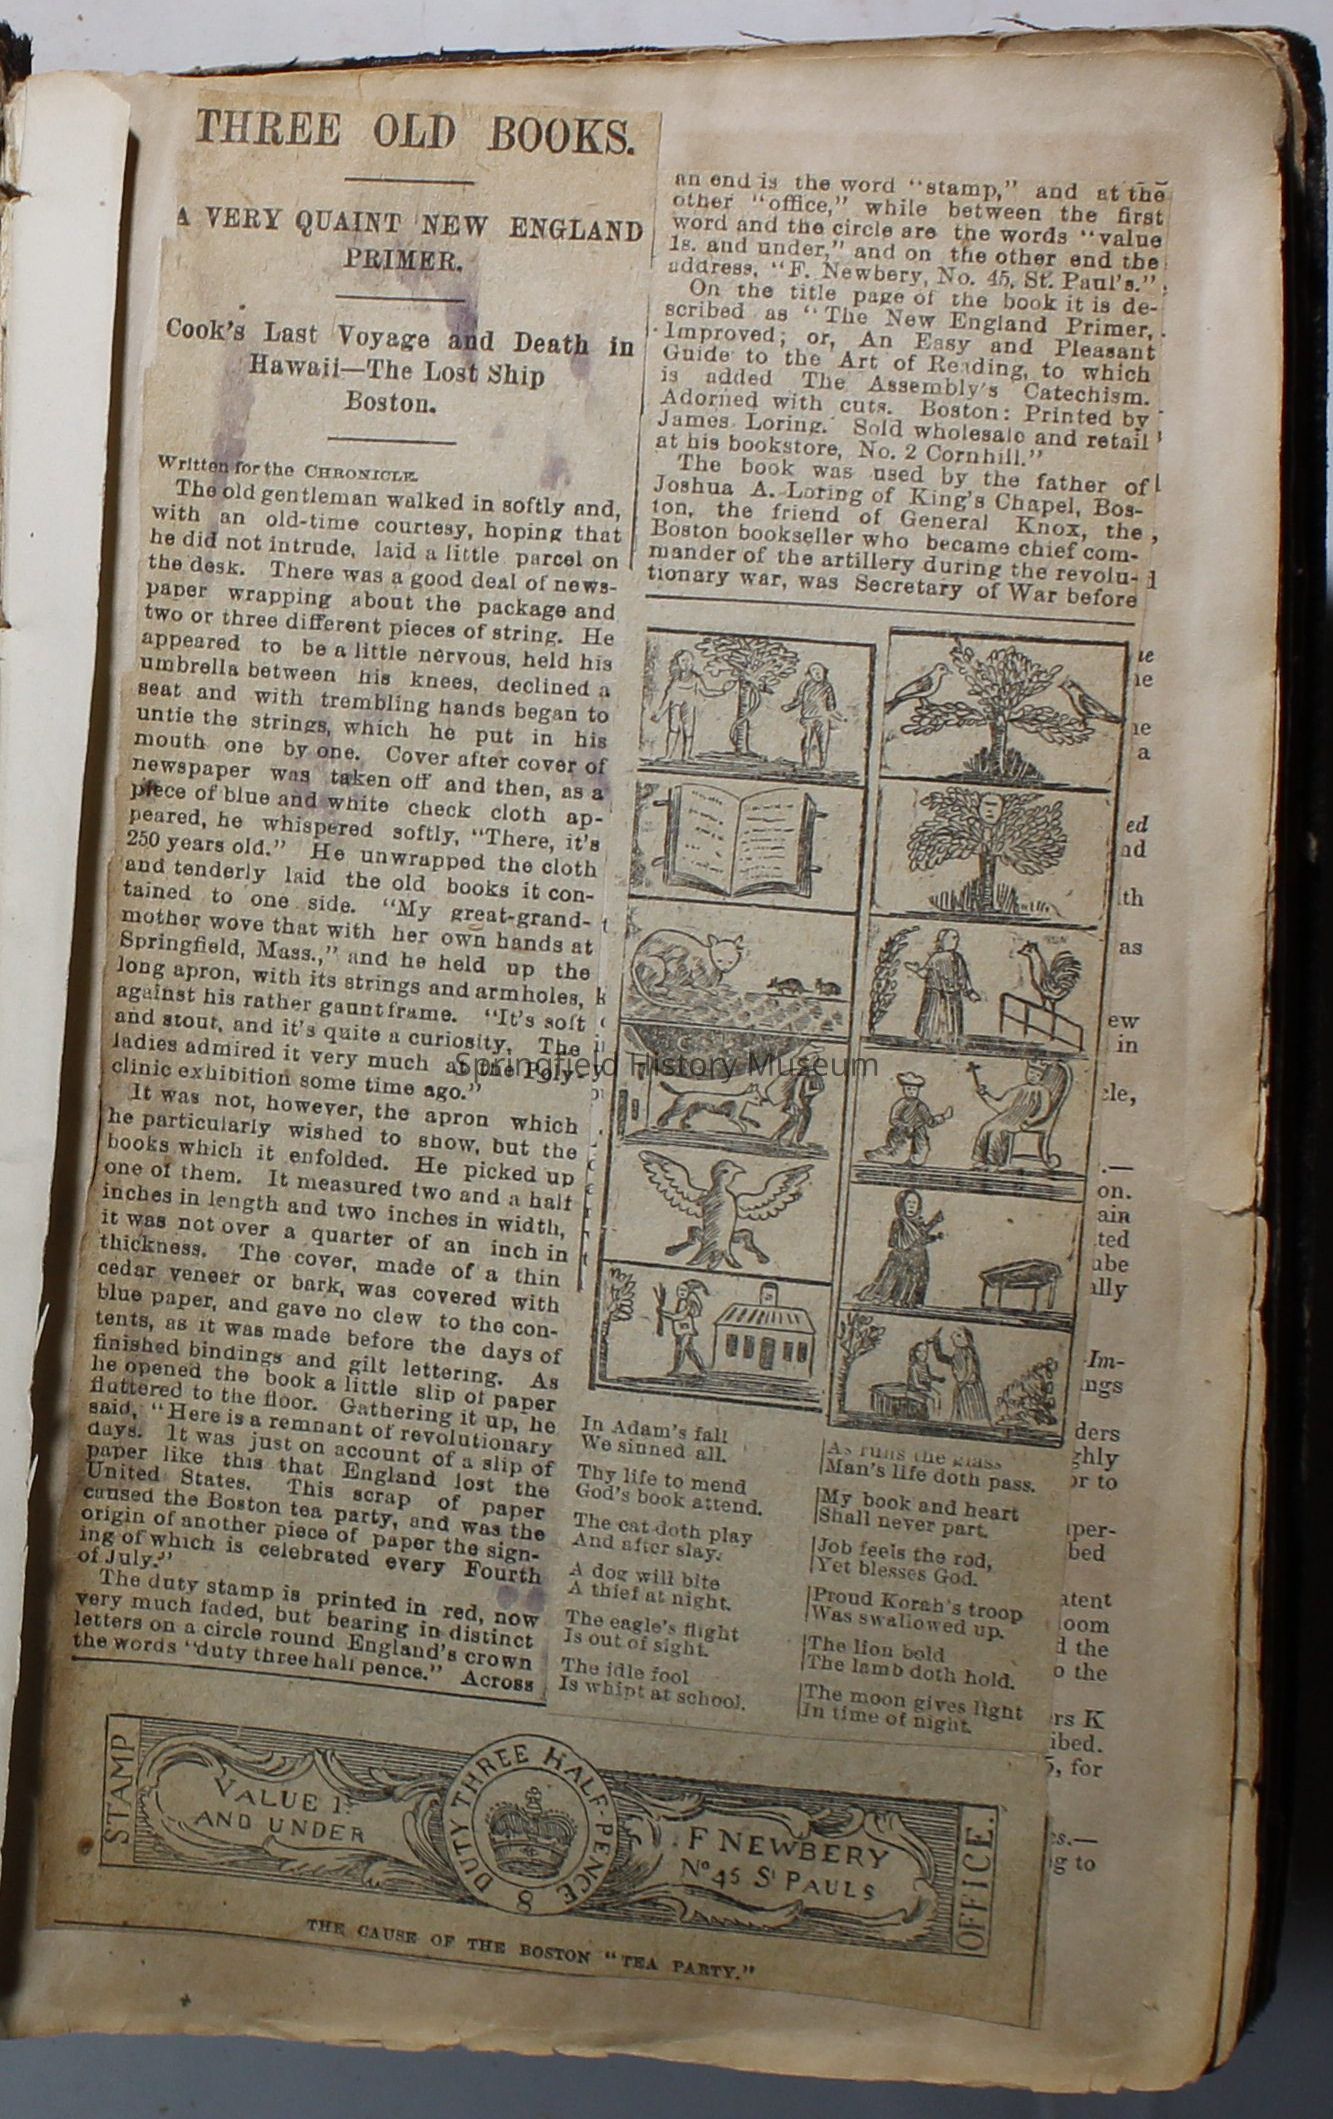 THREE OLD BOOKS.
A VERY QUAINT NEW ENGLAND
PRIMER.
Cook's Last Voyage and Death in
Hawaii—The Lost Ship
Boston.
Written for the CHRONICLE.
The old gentleman walked in softly and,
with an old-time courtesy, hoping that
he did not intrude, laid a little parcel on
the desk. There was a good deal of news-
paper wrapping about the package and
two or three different pieces of string. He
appeared to be a little nervous, held his
umbrella between his knees, declined a
seat and with trembling hands began to
untie the strings, which he put in his
mouth one by one. Cover after cover of
newspaper was taken off and then, as a
piece of blue and white check cloth ap-
peared, he whispered softly, "There, it's
250 years old." He unwrapped the cloth
and tenderly laid the old books it con-
tained to one side. "My great-grand-
mother wove that with her own hands at
Springfield, Mass.," and he held up the
long apron, with its strings and armholes,
against his rather gaunt frame. "It's soft
and stout, and it's quite a curiosity. The
ladies admired it very much at the Poly-
clinic exhibition some time ago."
It was not, however, the apron which
he particularly wished to show, but the
books which it enfolded. He picked up
one of them. It measured two and a half
inches in length and two inches in width,
it was not over a quarter of an inch in
thickness. The cover, made of a thin
cedar veneer or bark, was covered with
blue paper, and gave no clew to the con-
tents, as it was made before the days of
finished bindings and gilt lettering. As
he opened the book a little slip of paper
fluttered to the floor. Gathering it up, he
said, "Here is a remnant of revolutionary
days. It was just on account of a slip of
paper like this that England lost the
United States. This scrap of paper
caused the Boston tea party, and was the
origin of another piece of paper the sign-
ing of which is celebrated every Fourth
of July."
The duty stamp is printed in red, now
very much faded, but bearing in distinct
letters on a circle round England's crown
the words "duty three half pence." Across
an end is the word "stamp," and at the
other "office," while between the first
word and the circle are the words "value
1s. and under," and on the other end the
address, "F. Newbery, No. 45, St. Paul's."
On the title page of the book it is de-
scribed as "The New England Primer,
Improved; or, An Easy and Pleasant
Guide to the Art of Reading, to which
is added The Assembly's Catechism.
Adorned with cuts. Boston: Printed by
James Loring. Sold wholesale and retail
at his bookstore, No. 2 Cornhill."
The book was used by the father of
Joshua A. Loring of King's Chapel, Bos-
ton, the friend of General Knox, the
Boston bookseller who became chief com-
mander of the artillery during the revolu-
tionary war, was Secretary of War before
In Adam's fall
We sinned all.
Thy life to mend
God's book attend.
The cat doth play
And after slay.
A dog will bite
A thief at night.
The eagle's flight
Is out of sight.
The idle fool
Is whipt at school.
As runs the glass
Man's life doth pass.
My book and heart
Shall never part.
Job feels the rod,
Yet blesses God.
Proud Korah's troop
Was swallowed up.
The lion bold
The lamb doth hold.
The moon gives light
In time of night.
STAMP
VALUE 1s
AND UNDER
DUTY THREE HALF-PENCE 8
F NEWBERY
No 45 St PAULS
OFFICE.
THE CAUSE OF THE BOSTON "TEA PARTY."
ed
as
ew
in
on.
ain
ted
ally
Im-
ngs
ders
ghly
or to
bed
the
o the
rs K
ibed.
, for
g to
Springfield History Museum